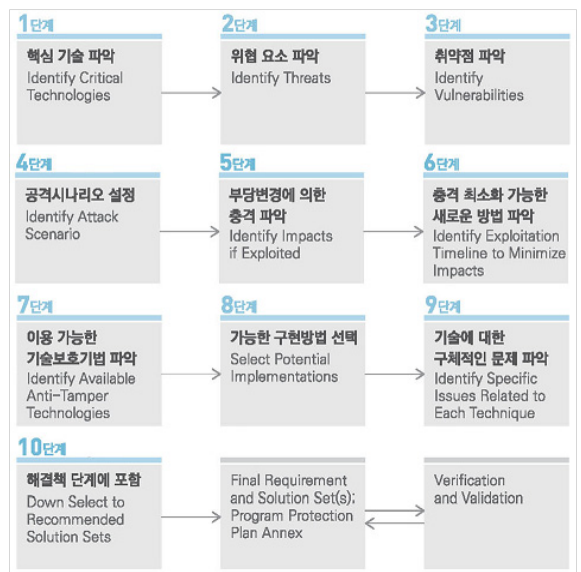 1단계
핵심 기술 파악
Identify Critical
Technologies
2단계
위협 요소 파악
Identify Threats
3단계
취약점 파악
Identify
Vulnerabilities
4단계
공격시나리오 설정
Identify Attack
Scenario
5단계
부당변경에 의한
충격 파악
Identify Impacts
if Exploited
6단계
충격 최소화 가능한
새로운 방법 파악
Identify Exploitation
Timeline to Minimize
Impacts
7단계
이용 가능한
기술보호기법 파악
Identify Available
Anti-Tamper
Technologies
8단계
가능한 구현방법 선택
Select Potential
Implementations
9단계
기술에 대한
구체적인 문제 파악
Identify Specific
Issues Related to
Each Technique
10단계
해결책 단계에 포함
Down Select to
Recommended
Solution Sets
Final Requirement
and Solution Set(s);
Program Protection
Plan Annex
Verification
and Validation